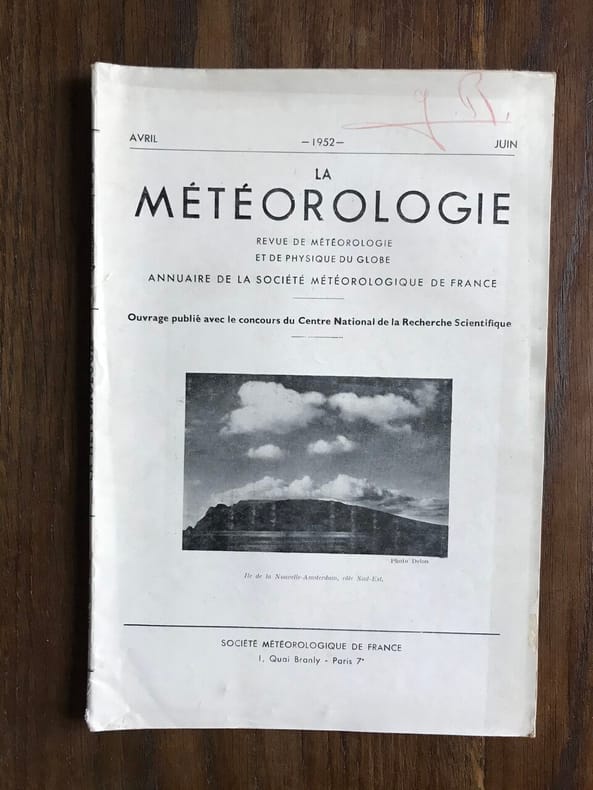 AVRIL —1952— JUIN
LA
MÉTÉOROLOGIE
REVUE DE MÉTÉOROLOGIE
ET DE PHYSIQUE DU GLOBE
ANNUAIRE DE LA SOCIÉTÉ MÉTÉOROLOGIQUE DE FRANCE
Ouvrage publié avec le concours du Centre National de la Recherche Scientifique
Photo Delon
Ile de la Nouvelle-Amsterdam, côte Sud-Est.
SOCIÉTÉ MÉTÉOROLOGIQUE DE FRANCE
1, Quai Branly - Paris 7ᵉ